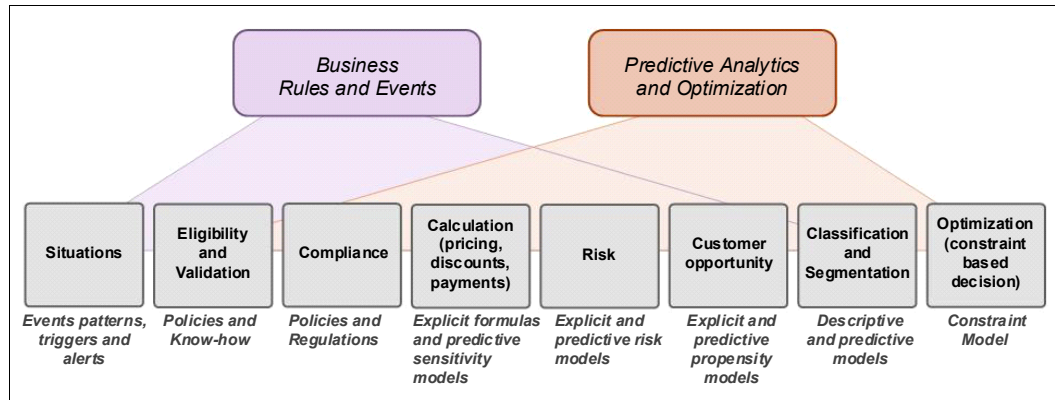 Business
Rules and Events
Predictive Analytics
and Optimization
Situations
Eligibility
and
Validation
Compliance
Calculation
(pricing,
discounts,
payments)
Risk
Customer
opportunity
Classification
and
Segmentation
Optimization
(constraint
based
decision)
Events patterns,
triggers and
alerts
Policies and
Know-how
Policies and
Regulations
Explicit formulas
and predictive
sensitivity
models
Explicit and
predictive risk
models
Explicit and
predictive
propensity
models
Descriptive
and predictive
models
Constraint
Model